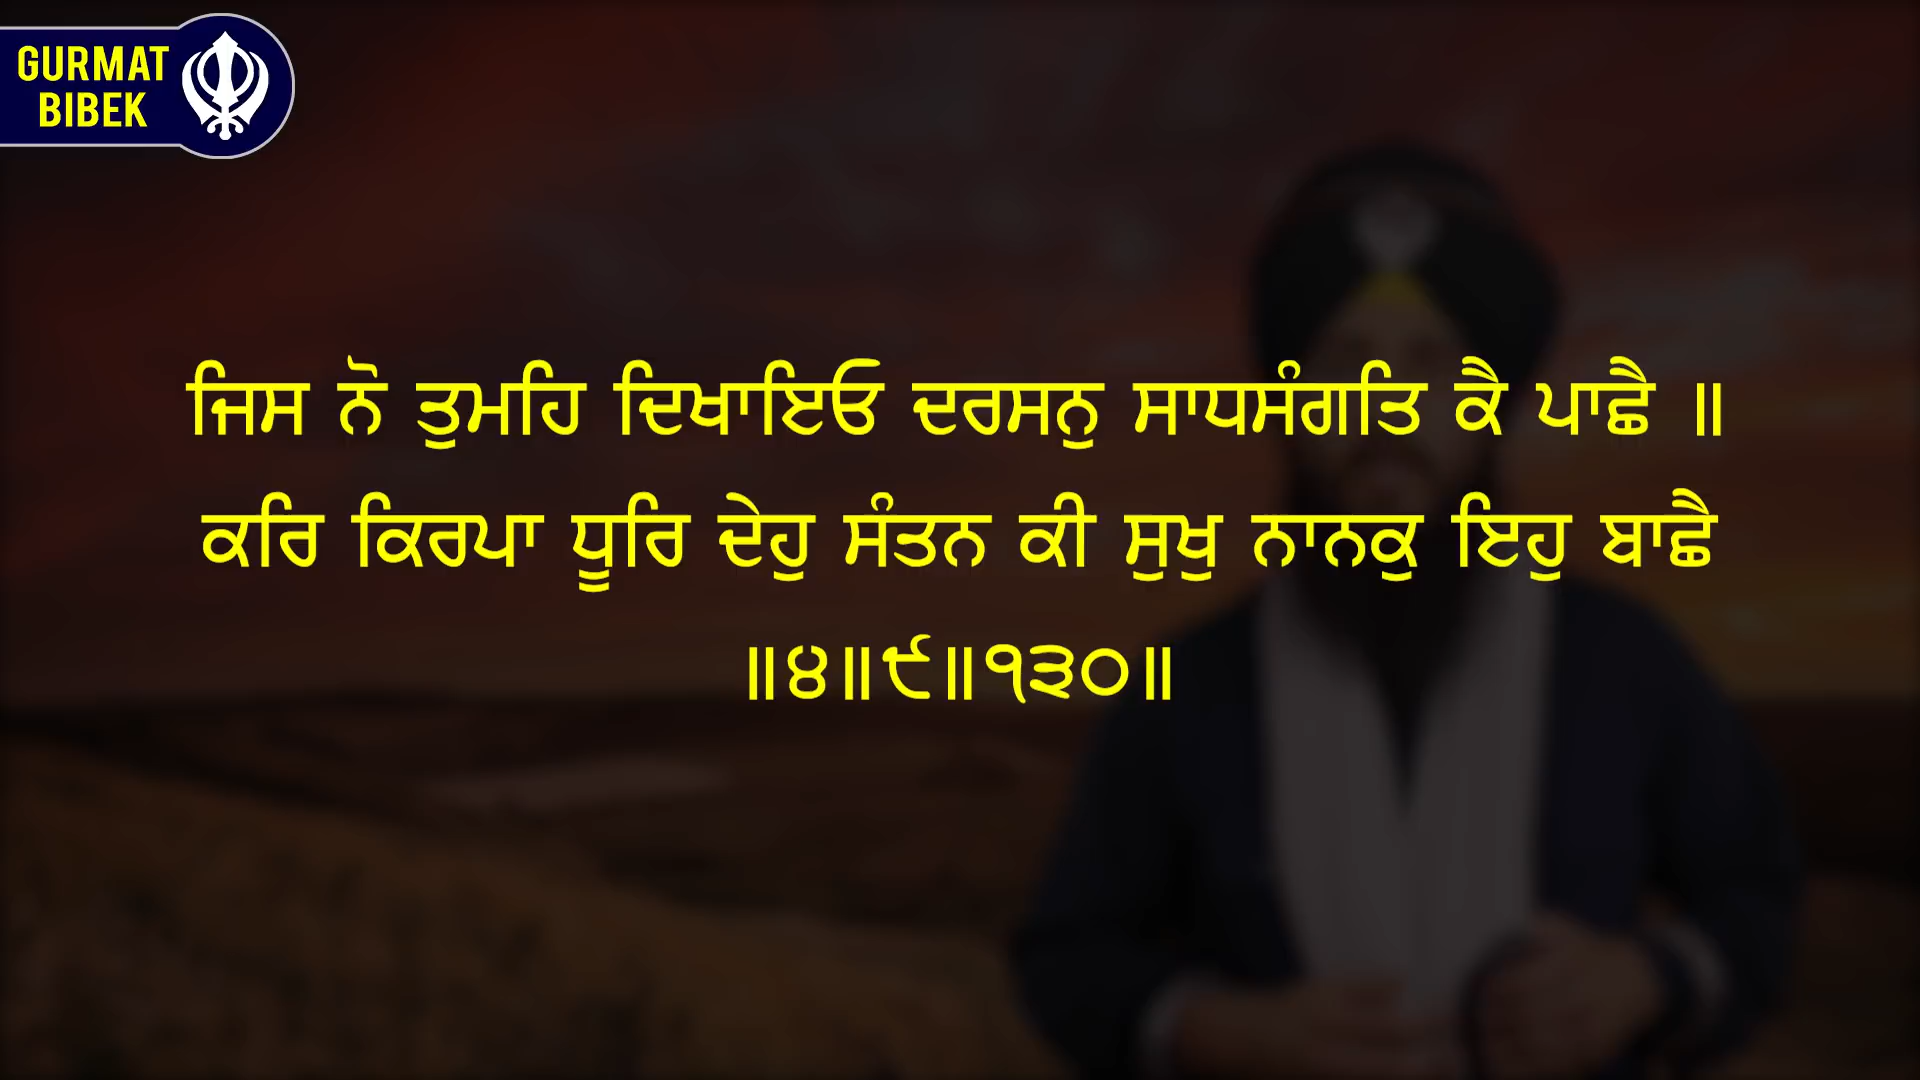 GURMAT
BIBEK
ਜਿਸ ਨੋ ਤੁਮਹਿ ਦਿਖਾਇਓ ਦਰਸਨੁ ਸਾਧਸੰਗਤਿ ਕੈ ਪਾਛੈ ॥
ਕਰਿ ਕਿਰਪਾ ਧੂਰਿ ਦੇਹੁ ਸੰਤਨ ਕੀ ਸੁਖੁ ਨਾਨਕੁ ਇਹੁ ਬਾਛੈ
॥੪॥੯॥੧੩੦॥